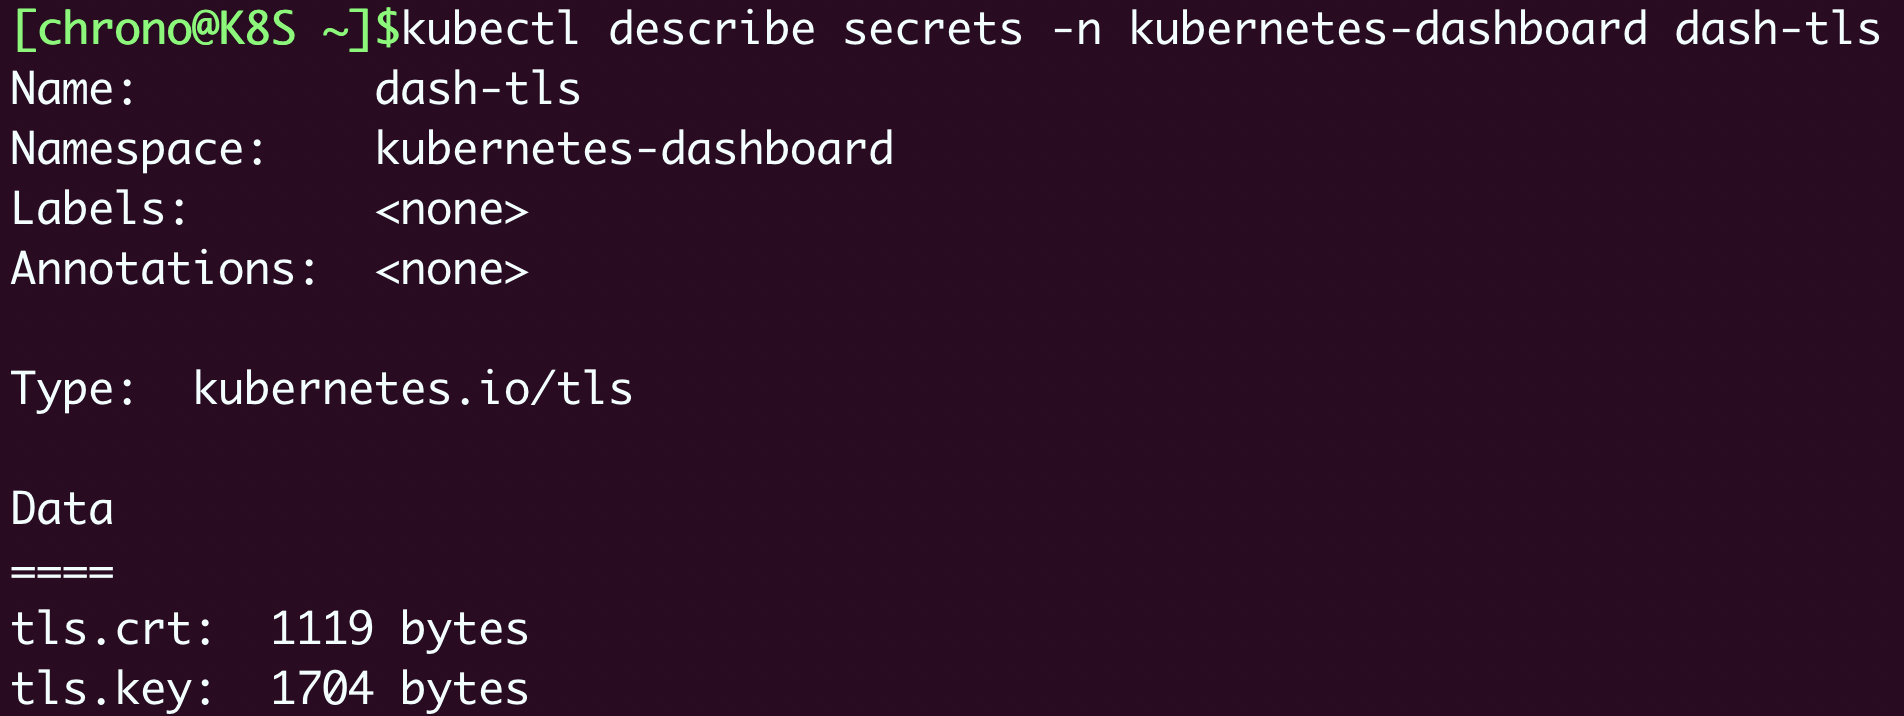 [chrono@K8S ~]$kubectl describe secrets -n kubernetes-dashboard dash-tls
Name:         dash-tls
Namespace:    kubernetes-dashboard
Labels:       <none>
Annotations:  <none>

Type:  kubernetes.io/tls

Data
====
tls.crt:  1119 bytes
tls.key:  1704 bytes